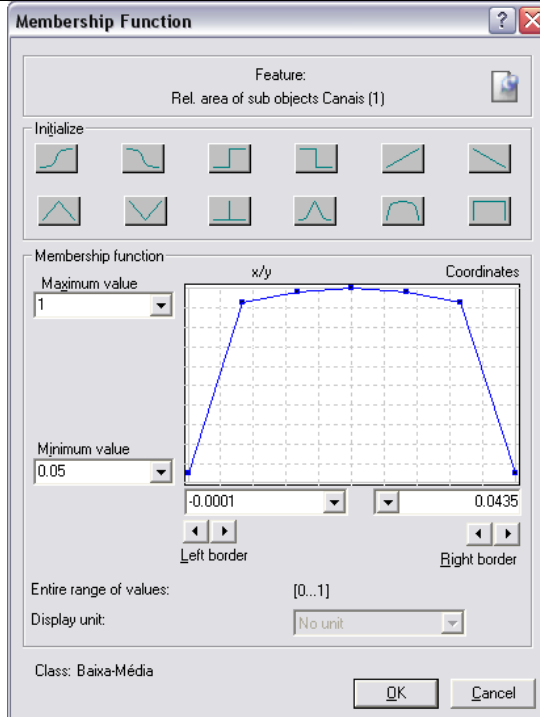 Membership Function
Feature:
Rel. area of sub objects Canais (1)
Initialize
Membership function
x/y
Coordinates
Maximum value
1
Minimum value
0.05
-0.0001
0.0435
Left border
Right border
Entire range of values:
[0...1]
Display unit:
No unit
Class: Baixa-Média
OK
Cancel